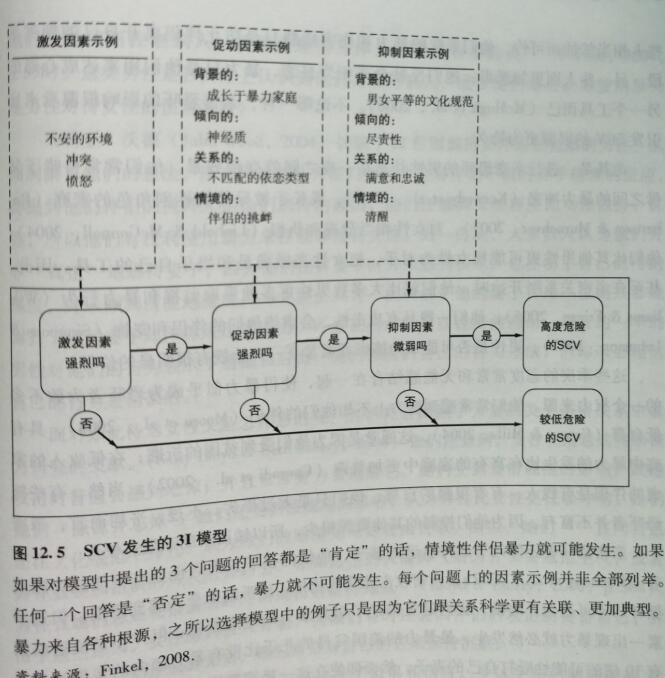 激发因素示例
不安的环境
冲突
愤怒
促动因素示例
背景的:
成长于暴力家庭
倾向的:
神经质
关系的:
不匹配的依恋类型
情境的:
伴侣的挑衅
抑制因素示例
背景的:
男女平等的文化规范
倾向的:
尽责性
关系的:
满意和忠诚
情境的:
清醒
激发因素
强烈吗
是
促动因素
强烈吗
是
抑制因素
微弱吗
是
高度危险
的SCV
否
否
否
较低危险
的SCV
图 12.5 SCV 发生的 3I 模型
如果对模型中提出的 3 个问题的回答都是“肯定”的话，情境性伴侣暴力就可能发生。如果
任何一个回答是“否定”的话，暴力就不可能发生。每个问题上的因素示例并非全部列举。
暴力来自各种根源，之所以选择模型中的例子只是因为它们跟关系科学更有关联、更加典型。
资料来源：Finkel，2008.